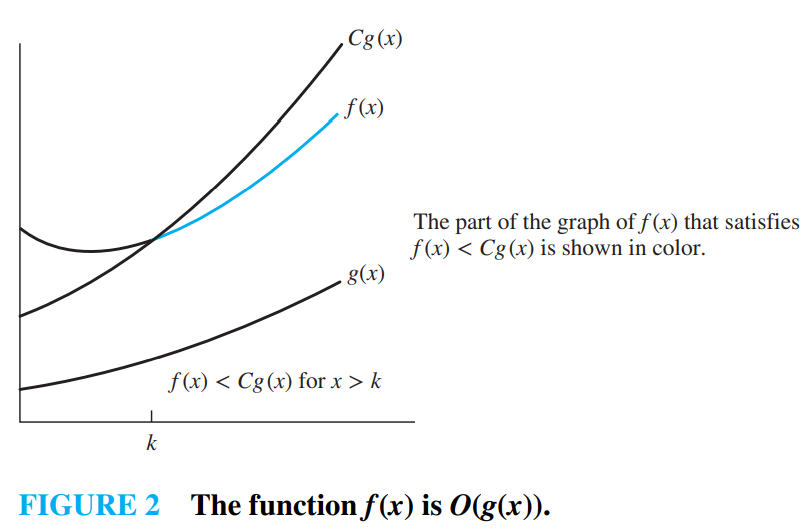 Cg(x)
f(x)
The part of the graph of f(x) that satisfies
f(x) < Cg(x) is shown in color.
g(x)
f(x) < Cg(x) for x > k
k
FIGURE 2 The function f(x) is O(g(x)).